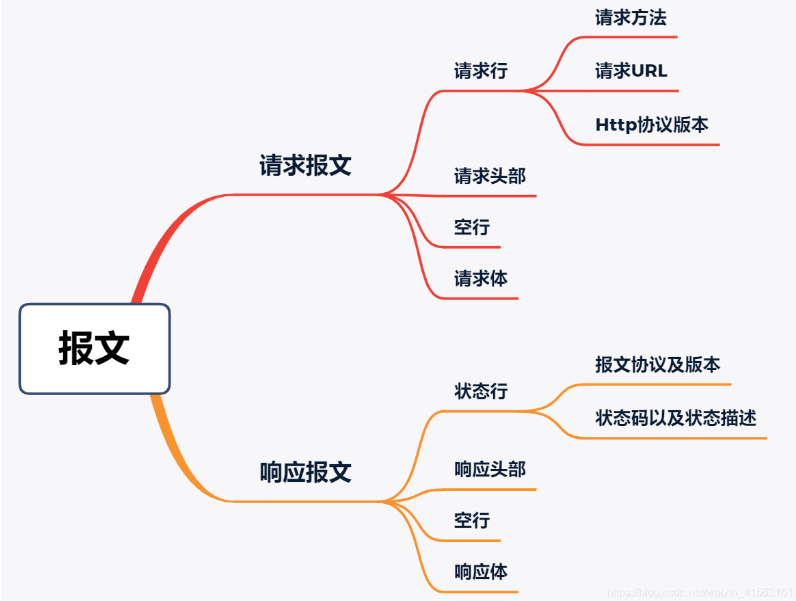 报文
请求报文
请求行
请求方法
请求URL
Http协议版本
请求头部
空行
请求体
响应报文
状态行
报文协议及版本
状态码以及状态描述
响应头部
空行
响应体
https://blog.csdn.net/weixin_41563161